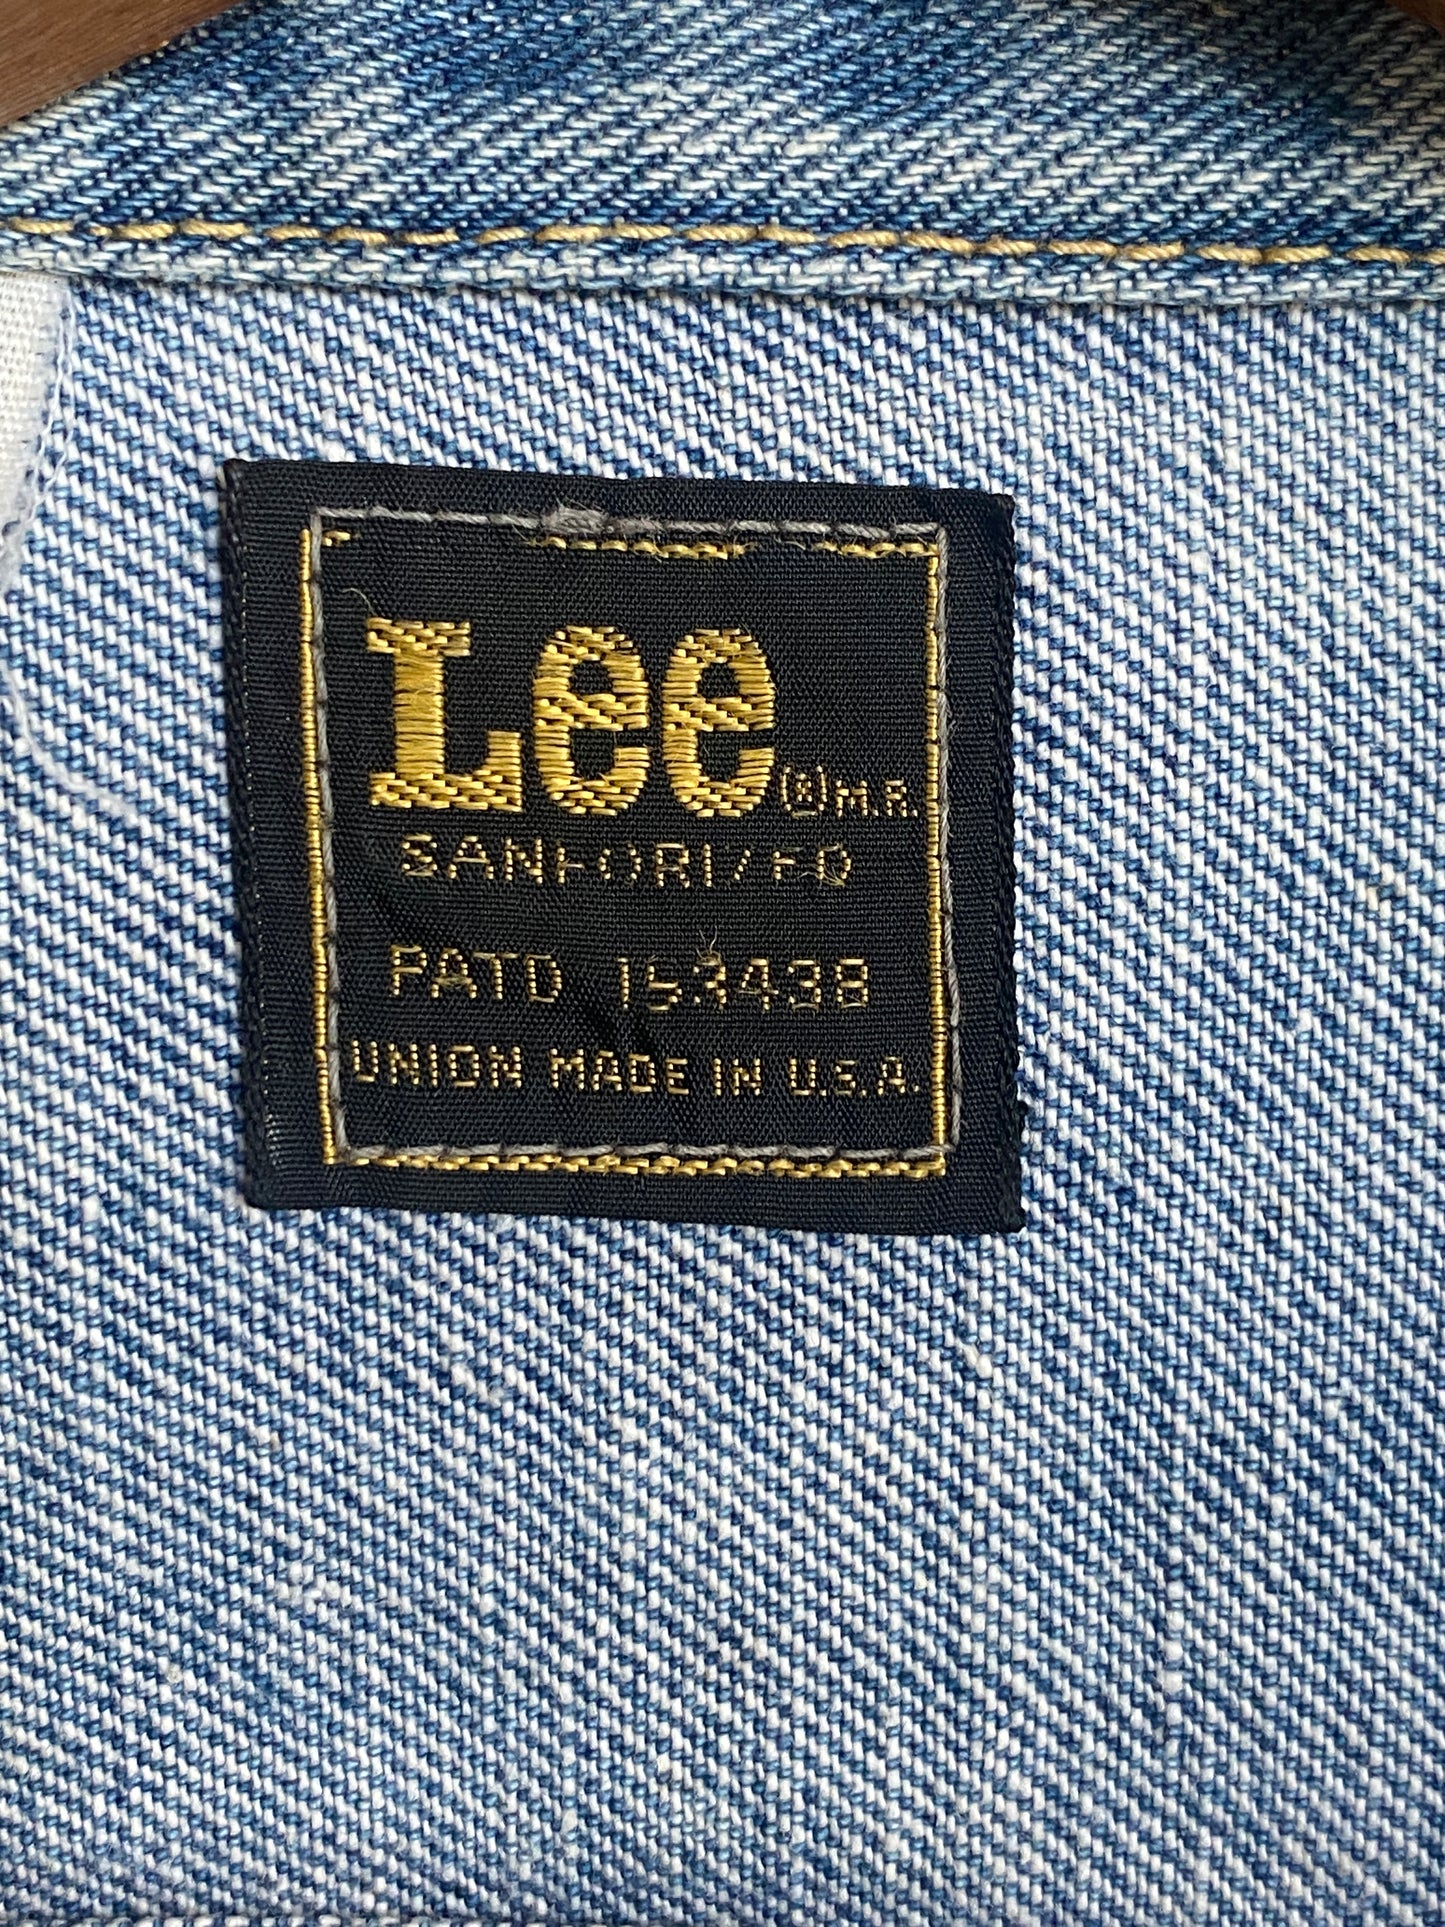 Lee ® M.R.
SANFORIZED
PATD 153438
UNION MADE IN U.S.A.